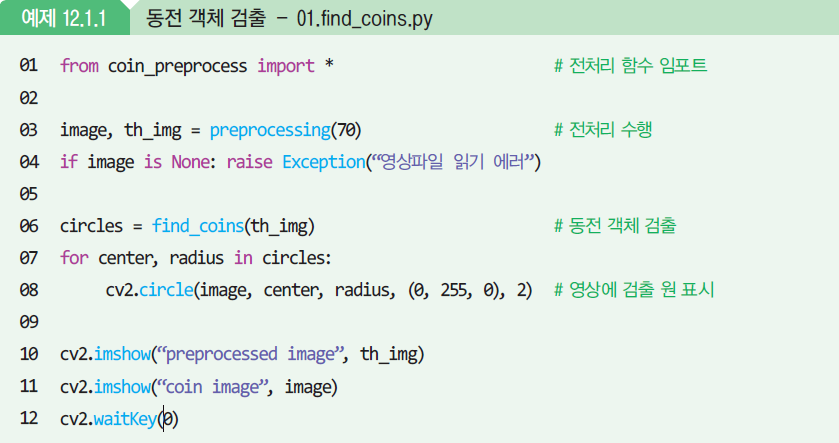 예제 12.1.1 동전 객체 검출 - 01.find_coins.py
01 from coin_preprocess import * # 전처리 함수 임포트
02
03 image, th_img = preprocessing(70) # 전처리 수행
04 if image is None: raise Exception(“영상파일 읽기 에러”)
05
06 circles = find_coins(th_img) # 동전 객체 검출
07 for center, radius in circles:
08 cv2.circle(image, center, radius, (0, 255, 0), 2) # 영상에 검출 원 표시
09
10 cv2.imshow(“preprocessed image”, th_img)
11 cv2.imshow(“coin image”, image)
12 cv2.waitKey(0)